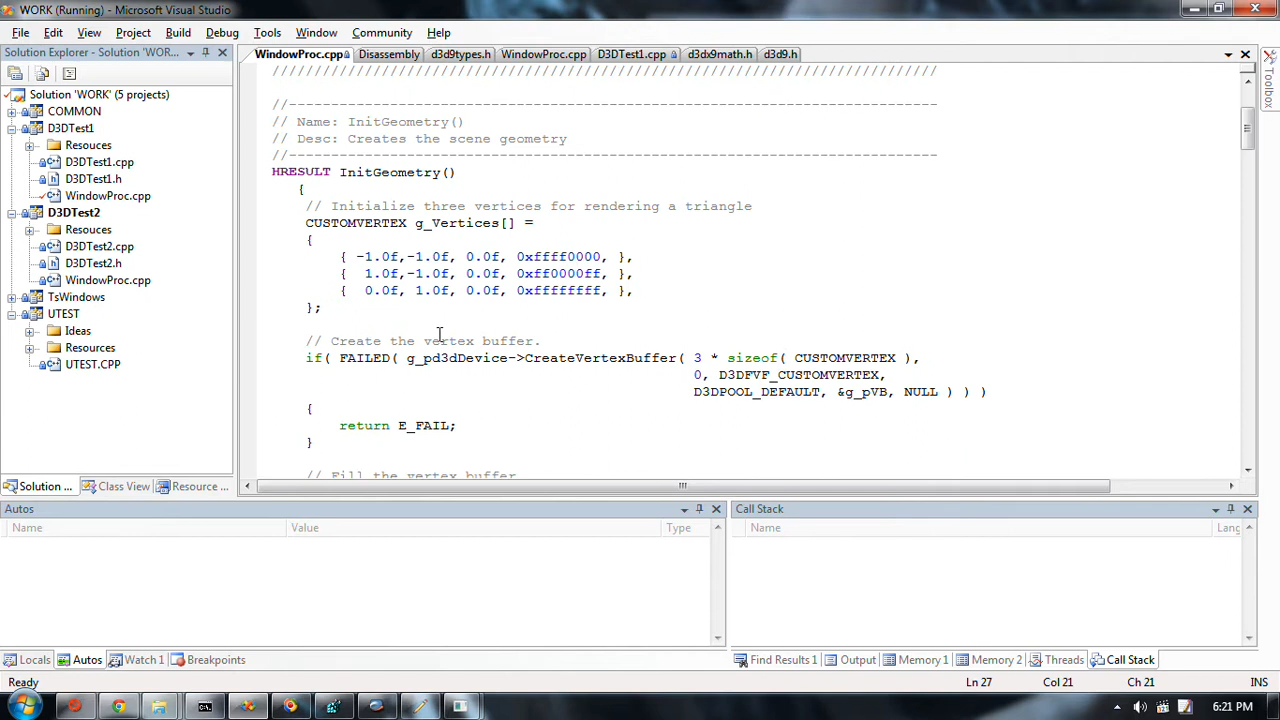 WORK (Running) - Microsoft Visual Studio
File Edit View Project Build Debug Tools Window Community Help
Solution Explorer - Solution 'WOR...
WindowProc.cpp Disassembly d3d9types.h WindowProc.cpp D3DTest1.cpp d3dx9math.h d3d9.h
Toolbox
Solution 'WORK' (5 projects)
COMMON
D3DTest1
Resouces
D3DTest1.cpp
D3DTest1.h
WindowProc.cpp
D3DTest2
Resouces
D3DTest2.cpp
D3DTest2.h
WindowProc.cpp
TsWindows
UTEST
Ideas
Resources
UTEST.CPP
Solution ... Class View Resource ...
///////////////////////////////////////////////////////////////////////////////
//-----------------------------------------------------------------------------
// Name: InitGeometry()
// Desc: Creates the scene geometry
//-----------------------------------------------------------------------------
HRESULT InitGeometry()
{
// Initialize three vertices for rendering a triangle
CUSTOMVERTEX g_Vertices[] =
{
{ -1.0f,-1.0f, 0.0f, 0xffff0000, },
{ 1.0f,-1.0f, 0.0f, 0xff0000ff, },
{ 0.0f, 1.0f, 0.0f, 0xffffffff, },
};
// Create the vertex buffer.
if( FAILED( g_pd3dDevice->CreateVertexBuffer( 3 * sizeof( CUSTOMVERTEX ),
0, D3DFVF_CUSTOMVERTEX,
D3DPOOL_DEFAULT, &g_pVB, NULL ) ) )
{
return E_FAIL;
}
// Fill the vertex buffer.
Autos
Name Value Type
Call Stack
Name Lang
Locals Autos Watch 1 Breakpoints
Find Results 1 Output Memory 1 Memory 2 Threads Call Stack
Ready Ln 27 Col 21 Ch 21 INS
6:21 PM